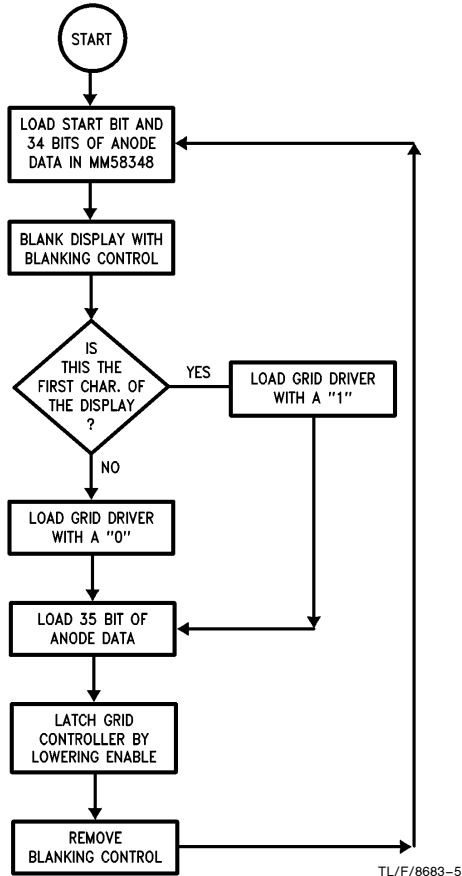 START
LOAD START BIT AND
34 BITS OF ANODE
DATA IN MM58348
BLANK DISPLAY WITH
BLANKING CONTROL
IS
THIS THE
FIRST CHAR. OF
THE DISPLAY
?
YES
LOAD GRID DRIVER
WITH A "1"
NO
LOAD GRID DRIVER
WITH A "0"
LOAD 35 BIT OF
ANODE DATA
LATCH GRID
CONTROLLER BY
LOWERING ENABLE
REMOVE
BLANKING CONTROL
TL/F/8683–5